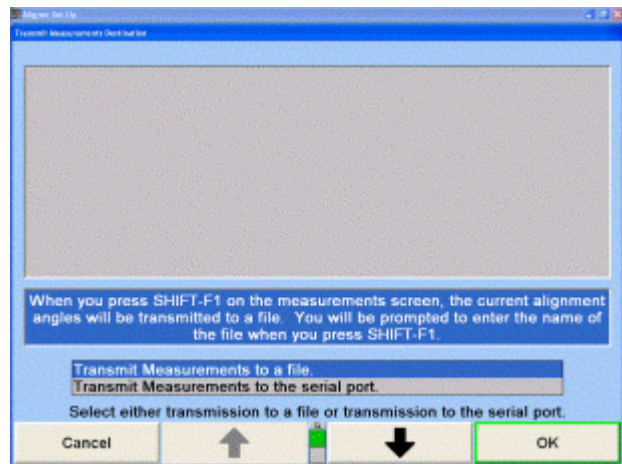 Aligner Set-Up
Transmit Measurements Destination
When you press SHIFT-F1 on the measurements screen, the current alignment
angles will be transmitted to a file. You will be prompted to enter the name of
the file when you press SHIFT-F1.
Transmit Measurements to a file.
Transmit Measurements to the serial port.
Select either transmission to a file or transmission to the serial port.
Cancel
OK